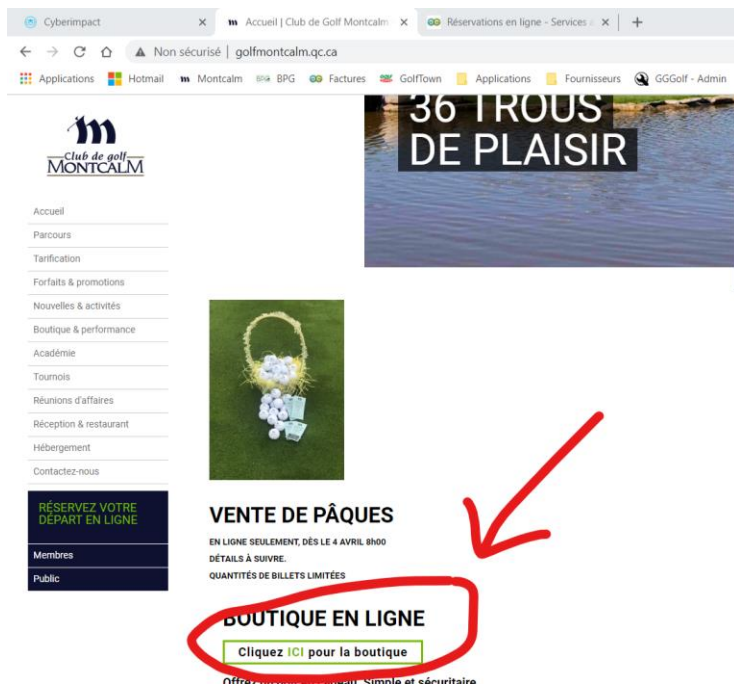 Cyberimpact
Accueil | Club de Golf Montcalm
Réservations en ligne - Services a
Non sécurisé | golfmontcalm.qc.ca
Applications Hotmail Montcalm BPG BPG Factures GolfTown Applications Fournisseurs GGGolf - Admin
36 TROUS
DE PLAISIR
Club de golf
MONTCALM
Accueil
Parcours
Tarification
Forfaits & promotions
Nouvelles & activités
Boutique & performance
Académie
Tournois
Réunions d'affaires
Réception & restaurant
Hébergement
Contactez-nous
RÉSERVEZ VOTRE
DÉPART EN LIGNE
Membres
Public
VENTE DE PÂQUES
EN LIGNE SEULEMENT, DÈS LE 4 AVRIL 8h00
DÉTAILS À SUIVRE.
QUANTITÉS DE BILLETS LIMITÉES
BOUTIQUE EN LIGNE
Cliquez ICI pour la boutique
Offrez Simple et sécuritaire